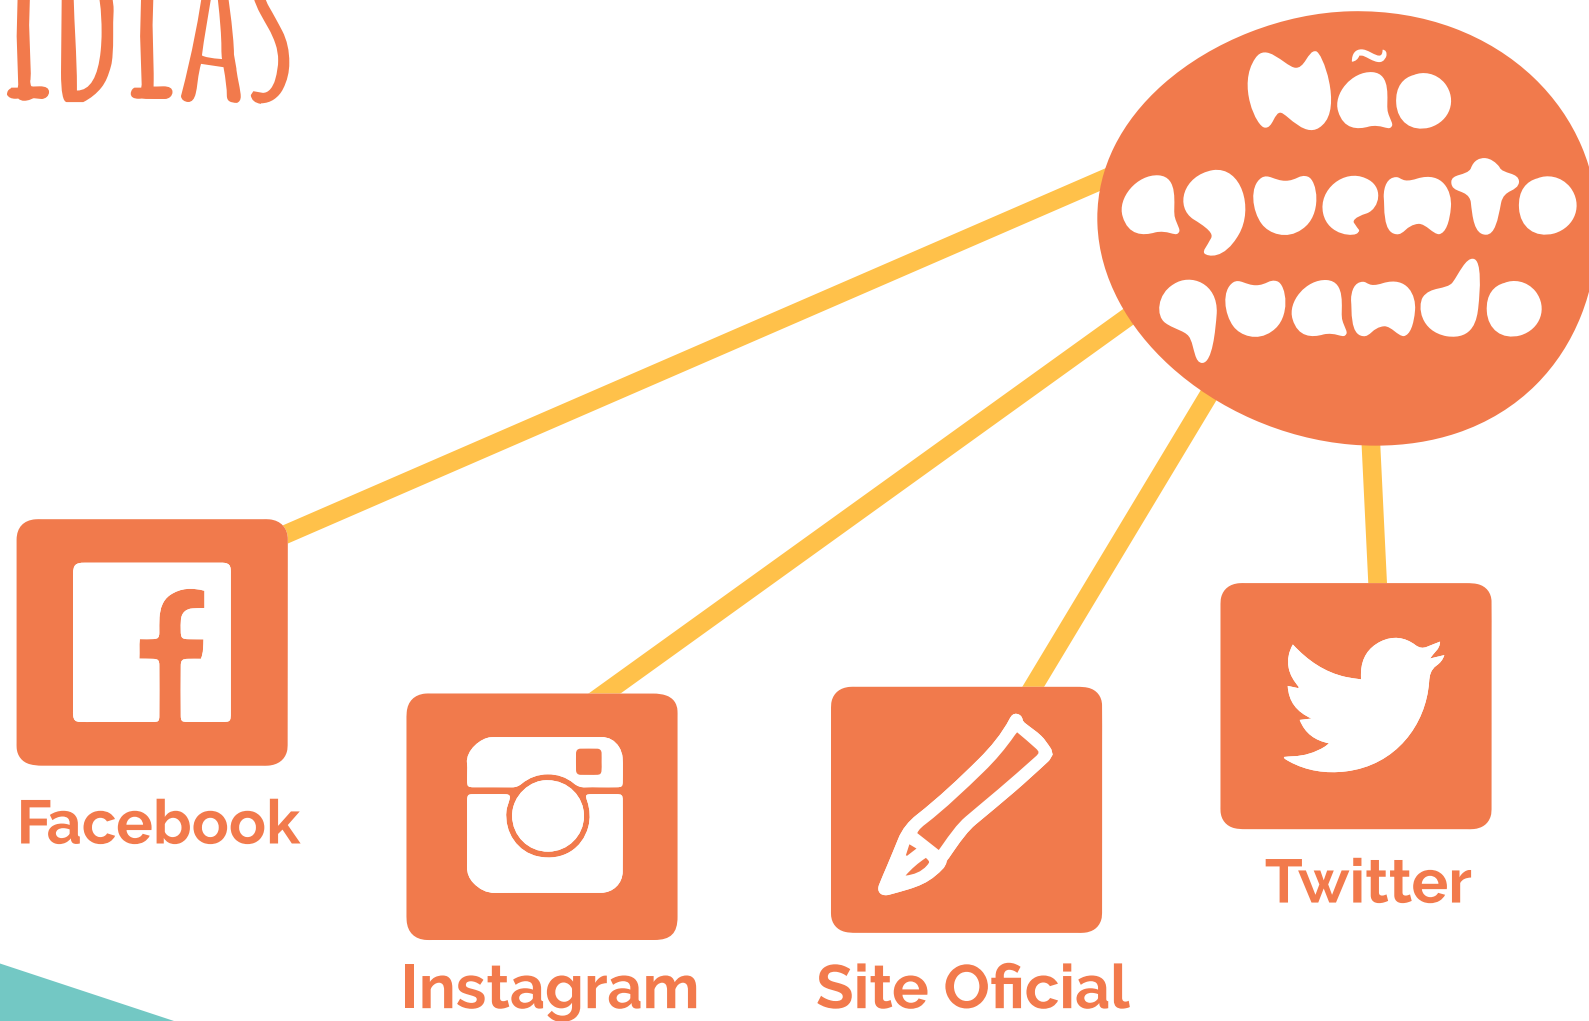 IDIAS
Não
aguento
quando
Facebook
Instagram
Site Oficial
Twitter